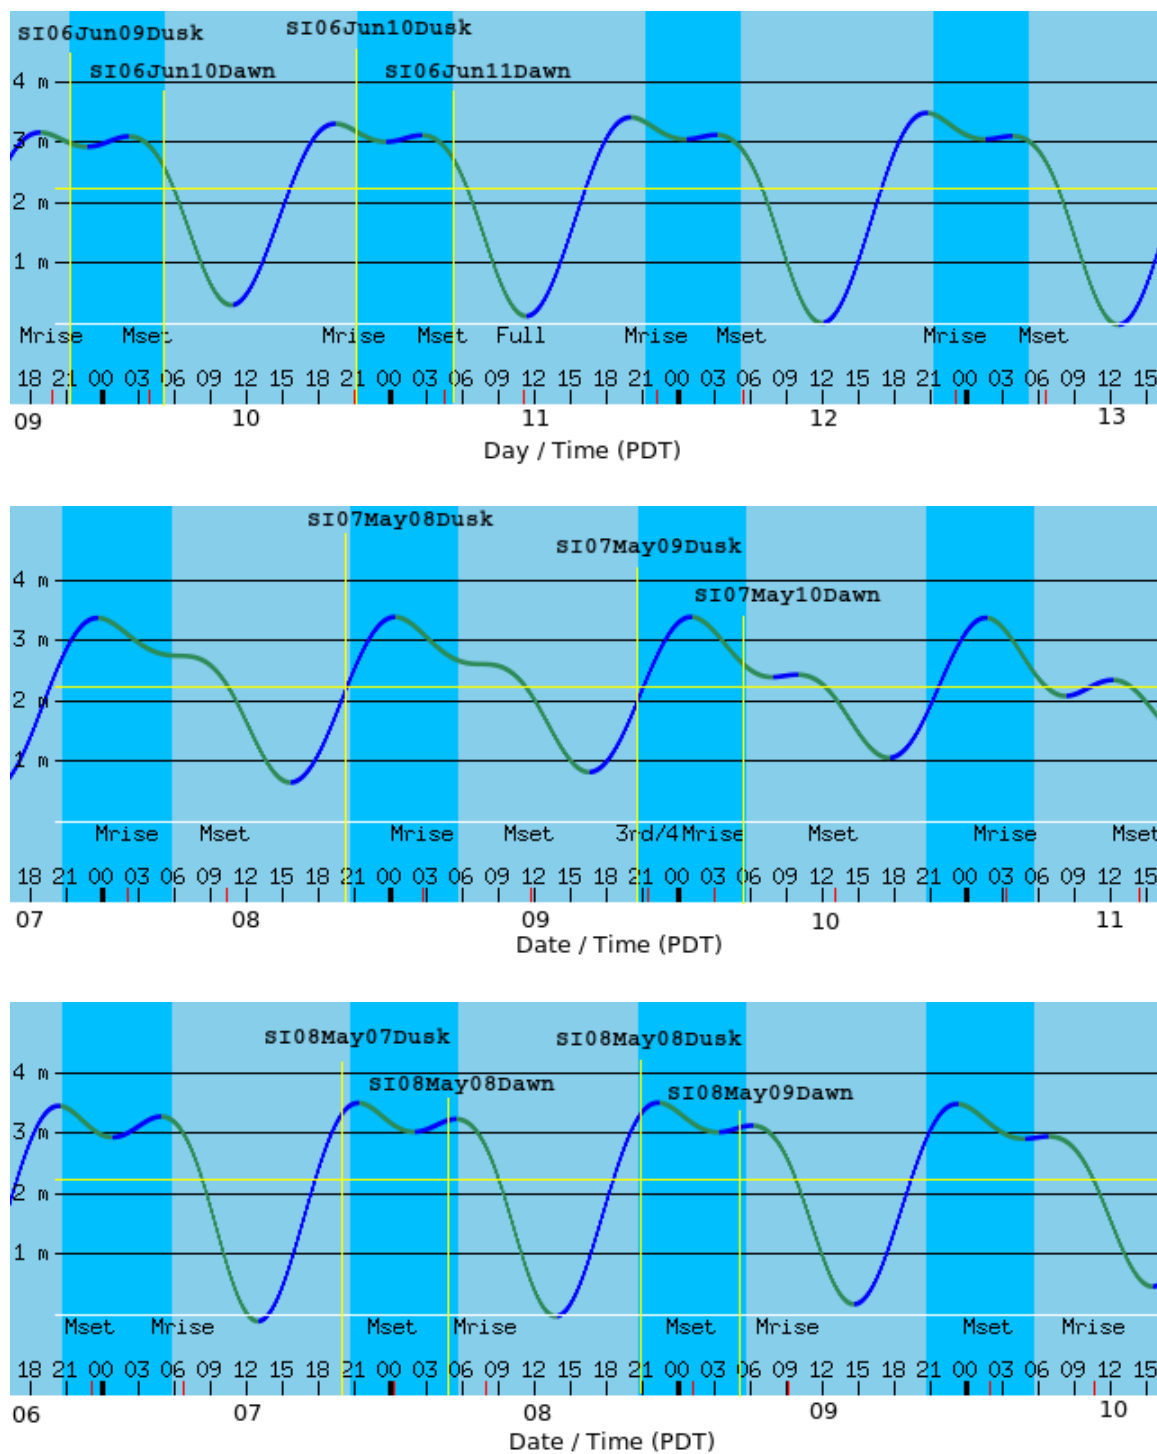 SI06Jun09Dusk SI06Jun10Dusk
SI06Jun10Dawn SI06Jun11Dawn
4 m
3 m
2 m
1 m
Mrise Mset Mrise Mset Full Mrise Mset Mrise Mset
18 21 00 03 06 09 12 15 18 21 00 03 06 09 12 15 18 21 00 03 06 09 12 15 18 21 00 03 06 09 12 15
09 10 11 12 13
Day / Time (PDT)
SI07May08Dusk
SI07May09Dusk
SI07May10Dawn
4 m
3 m
2 m
1 m
Mrise Mset Mrise Mset 3rd/4 Mrise Mset Mrise Mset
18 21 00 03 06 09 12 15 18 21 00 03 06 09 12 15 18 21 00 03 06 09 12 15 18 21 00 03 06 09 12 15
07 08 09 10 11
Date / Time (PDT)
SI08May07Dusk SI08May08Dusk
SI08May08Dawn SI08May09Dawn
4 m
3 m
2 m
1 m
Mset Mrise Mset Mrise Mset Mrise Mset Mrise
18 21 00 03 06 09 12 15 18 21 00 03 06 09 12 15 18 21 00 03 06 09 12 15 18 21 00 03 06 09 12 15
06 07 08 09 10
Date / Time (PDT)